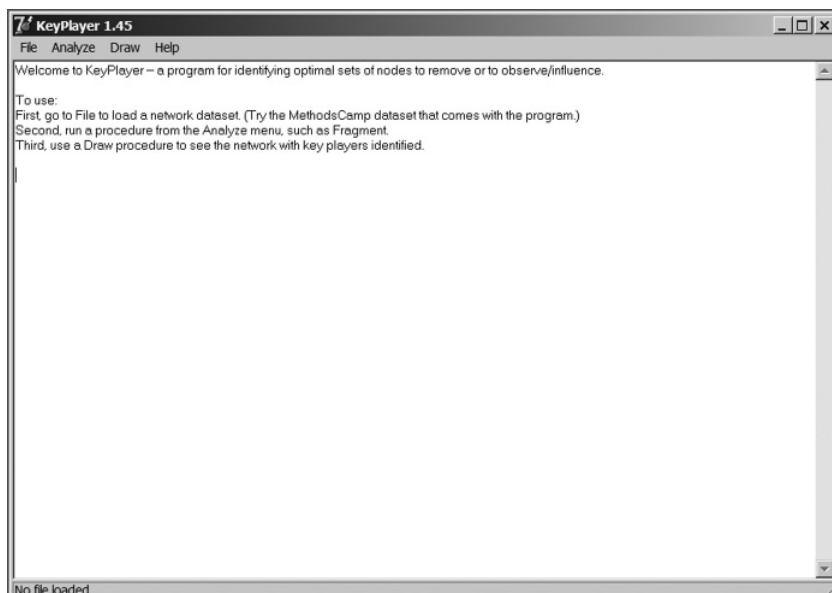 KeyPlayer 1.45
File Analyze Draw Help
Welcome to KeyPlayer – a program for identifying optimal sets of nodes to remove or to observe/influence.
To use:
First, go to File to load a network dataset. (Try the MethodsCamp dataset that comes with the program.)
Second, run a procedure from the Analyze menu, such as Fragment.
Third, use a Draw procedure to see the network with key players identified.
No file loaded